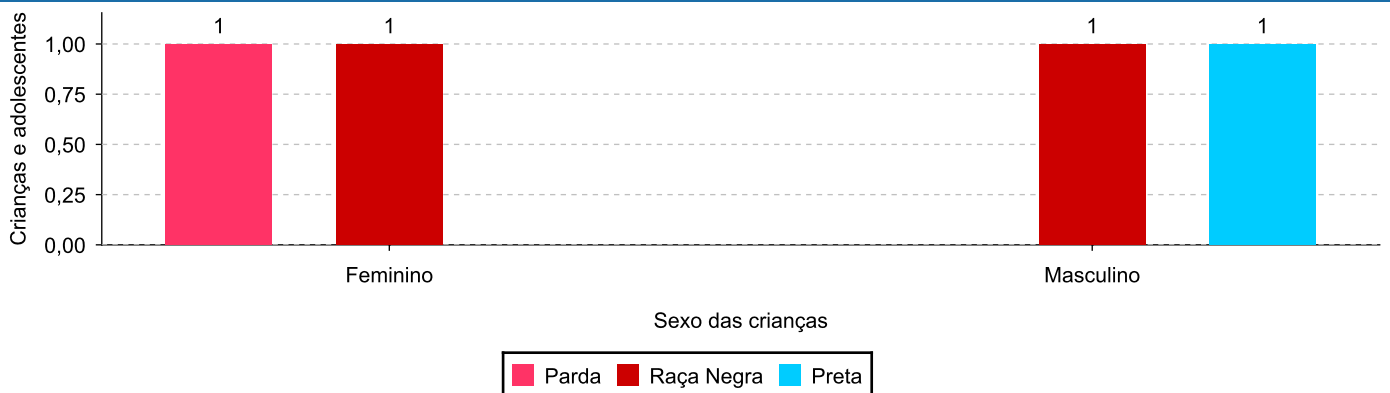 Crianças e adolescentes
1 1 1 1
1,00
0,75
0,50
0,25
0,00
Feminino Masculino
Sexo das crianças
Parda Raça Negra Preta